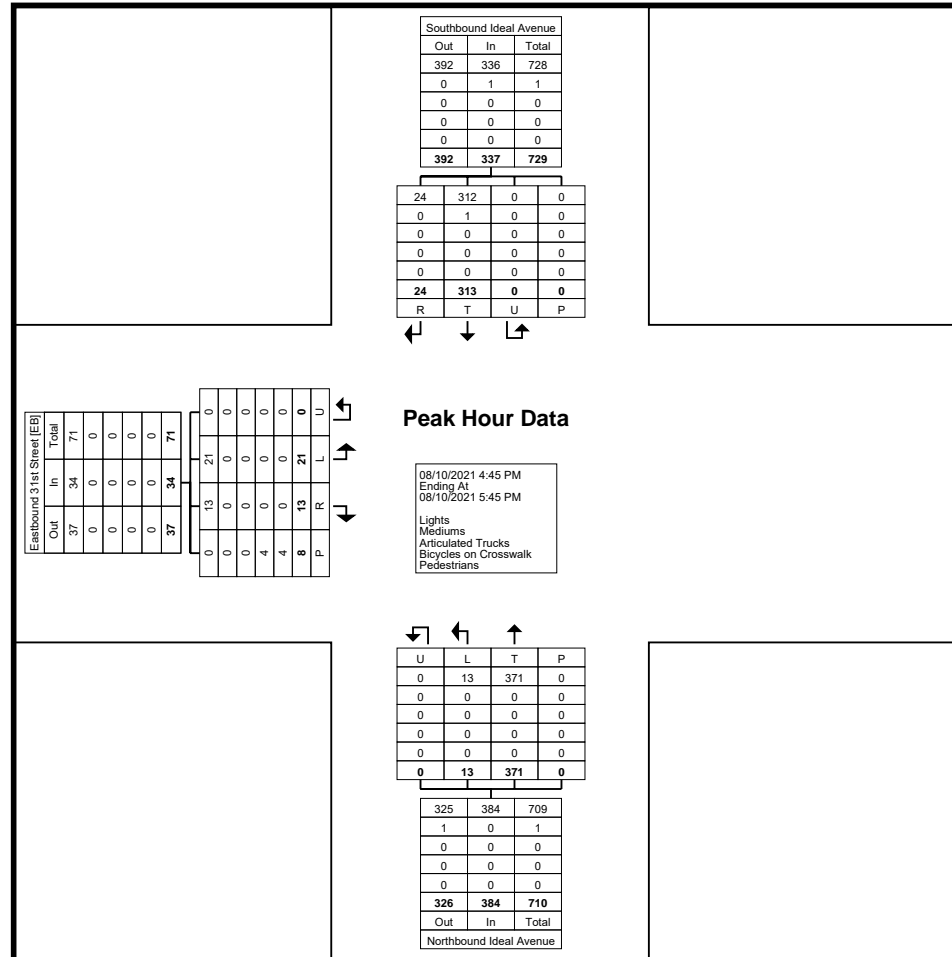 Southbound Ideal Avenue
Out In Total
392 336 728
0 1 1
0 0 0
0 0 0
0 0 0
392 337 729
24 312 0 0
0 1 0 0
0 0 0 0
0 0 0 0
0 0 0 0
24 313 0 0
R T U P
Eastbound 31st Street [EB]
Out In Total
37 34 71
0 0 0
0 0 0
0 0 0
0 0 0
37 34 71
0 13 21 0
0 0 0 0
0 0 0 0
4 0 0 0
4 0 0 0
8 13 21 0
P R L U
Peak Hour Data
08/10/2021 4:45 PM
Ending At
08/10/2021 5:45 PM
Lights
Mediums
Articulated Trucks
Bicycles on Crosswalk
Pedestrians
U L T P
0 13 371 0
0 0 0 0
0 0 0 0
0 0 0 0
0 0 0 0
0 13 371 0
325 384 709
1 0 1
0 0 0
0 0 0
0 0 0
326 384 710
Out In Total
Northbound Ideal Avenue